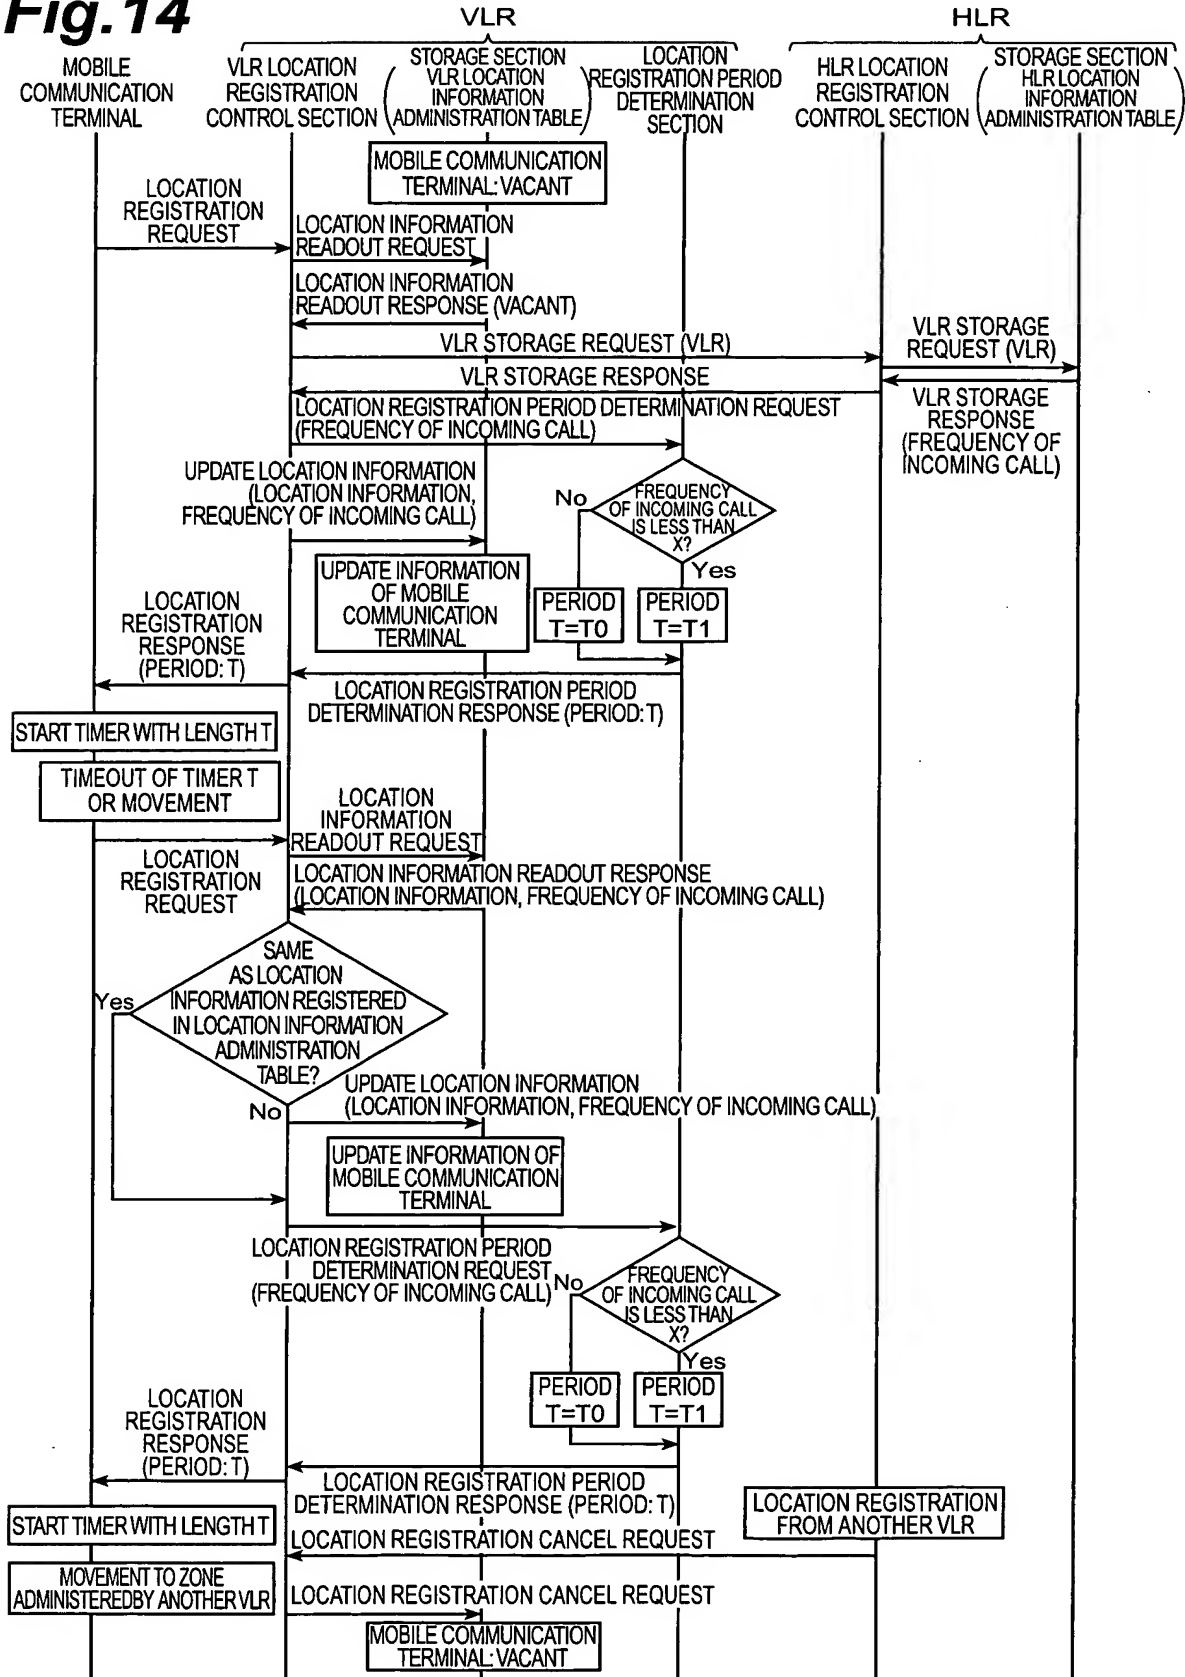 Fig.14
VLR
HLR
MOBILE
COMMUNICATION
TERMINAL
VLR LOCATION
REGISTRATION
CONTROL SECTION
STORAGE SECTION
(VLR LOCATION
INFORMATION
ADMINISTRATION TABLE)
LOCATION
REGISTRATION PERIOD
DETERMINATION
SECTION
HLR LOCATION
REGISTRATION
CONTROL SECTION
STORAGE SECTION
(HLR LOCATION
INFORMATION
ADMINISTRATION TABLE)
MOBILE COMMUNICATION
TERMINAL: VACANT
LOCATION
REGISTRATION
REQUEST
LOCATION INFORMATION
READOUT REQUEST
LOCATION INFORMATION
READOUT RESPONSE (VACANT)
VLR STORAGE REQUEST (VLR)
VLR STORAGE
REQUEST (VLR)
VLR STORAGE RESPONSE
VLR STORAGE
RESPONSE
(FREQUENCY OF
INCOMING CALL)
LOCATION REGISTRATION PERIOD DETERMINATION REQUEST
(FREQUENCY OF INCOMING CALL)
UPDATE LOCATION INFORMATION
(LOCATION INFORMATION,
FREQUENCY OF INCOMING CALL)
No
FREQUENCY
OF INCOMING CALL
IS LESS THAN
X?
Yes
UPDATE INFORMATION
OF MOBILE
COMMUNICATION
TERMINAL
PERIOD
T=T0
PERIOD
T=T1
LOCATION
REGISTRATION
RESPONSE
(PERIOD: T)
LOCATION REGISTRATION PERIOD
DETERMINATION RESPONSE (PERIOD: T)
START TIMER WITH LENGTH T
TIMEOUT OF TIMER T
OR MOVEMENT
LOCATION
INFORMATION
READOUT REQUEST
LOCATION
REGISTRATION
REQUEST
LOCATION INFORMATION READOUT RESPONSE
(LOCATION INFORMATION, FREQUENCY OF INCOMING CALL)
SAME
AS LOCATION
INFORMATION REGISTERED
IN LOCATION INFORMATION
ADMINISTRATION
TABLE?
Yes
No
UPDATE LOCATION INFORMATION
(LOCATION INFORMATION, FREQUENCY OF INCOMING CALL)
UPDATE INFORMATION OF
MOBILE COMMUNICATION
TERMINAL
LOCATION REGISTRATION PERIOD
DETERMINATION REQUEST
(FREQUENCY OF INCOMING CALL)
No
FREQUENCY
OF INCOMING CALL
IS LESS THAN
X?
Yes
PERIOD
T=T0
PERIOD
T=T1
LOCATION
REGISTRATION
RESPONSE
(PERIOD: T)
LOCATION REGISTRATION PERIOD
DETERMINATION RESPONSE (PERIOD: T)
LOCATION REGISTRATION
FROM ANOTHER VLR
START TIMER WITH LENGTH T
LOCATION REGISTRATION CANCEL REQUEST
MOVEMENT TO ZONE
ADMINISTEREDBY ANOTHER VLR
LOCATION REGISTRATION CANCEL REQUEST
MOBILE COMMUNICATION
TERMINAL: VACANT